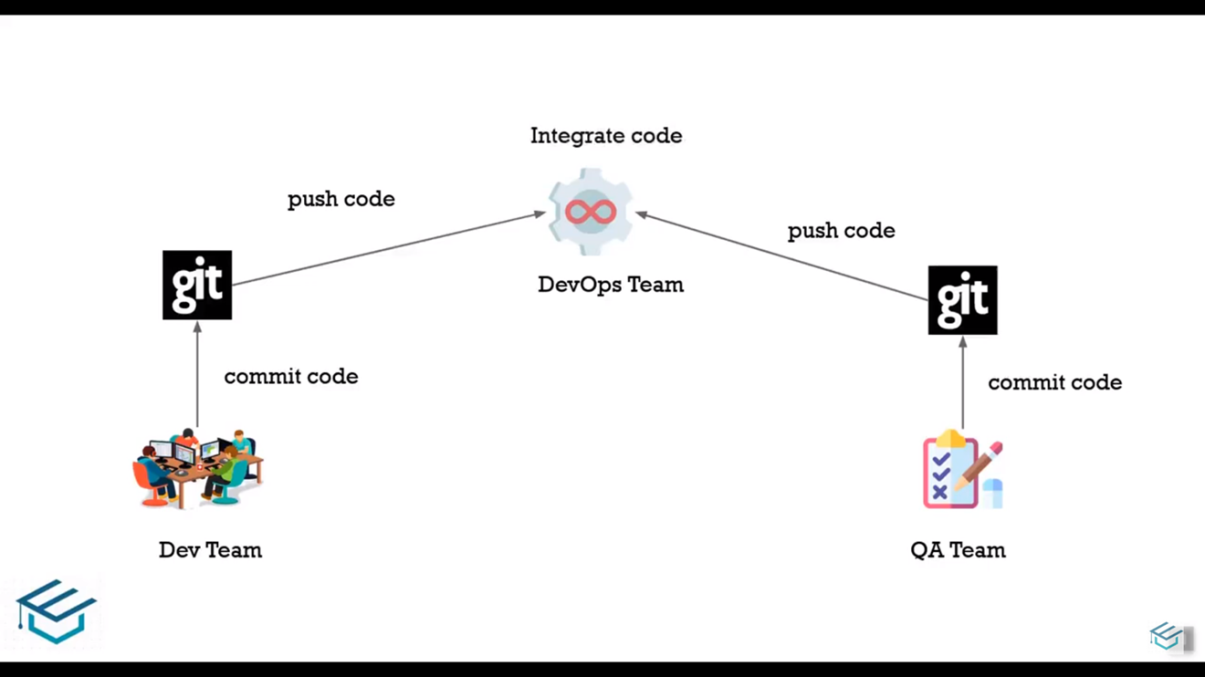 Integrate code
push code
push code
DevOps Team
git
git
commit code
commit code
Dev Team
QA Team